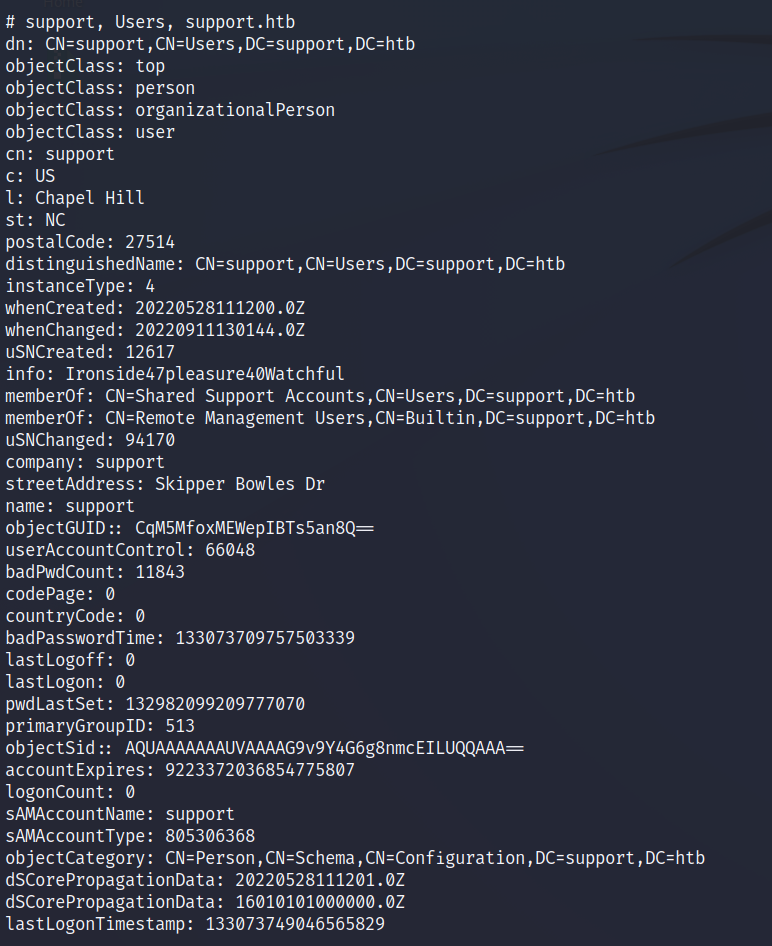 # support, Users, support.htb
dn: CN=support,CN=Users,DC=support,DC=htb
objectClass: top
objectClass: person
objectClass: organizationalPerson
objectClass: user
cn: support
c: US
l: Chapel Hill
st: NC
postalCode: 27514
distinguishedName: CN=support,CN=Users,DC=support,DC=htb
instanceType: 4
whenCreated: 20220528111200.0Z
whenChanged: 20220911130144.0Z
uSNCreated: 12617
info: Ironside47pleasure40Watchful
memberOf: CN=Shared Support Accounts,CN=Users,DC=support,DC=htb
memberOf: CN=Remote Management Users,CN=Builtin,DC=support,DC=htb
uSNChanged: 94170
company: support
streetAddress: Skipper Bowles Dr
name: support
objectGUID:: CqM5MfoxMEWepIBTs5an8Q==
userAccountControl: 66048
badPwdCount: 11843
codePage: 0
countryCode: 0
badPasswordTime: 133073709757503339
lastLogoff: 0
lastLogon: 0
pwdLastSet: 132982099209777070
primaryGroupID: 513
objectSid:: AQUAAAAAAAUVAAAAG9v9Y4G6g8nmcEILUQQAAA==
accountExpires: 9223372036854775807
logonCount: 0
sAMAccountName: support
sAMAccountType: 805306368
objectCategory: CN=Person,CN=Schema,CN=Configuration,DC=support,DC=htb
dSCorePropagationData: 20220528111201.0Z
dSCorePropagationData: 16010101000000.0Z
lastLogonTimestamp: 133073749046565829